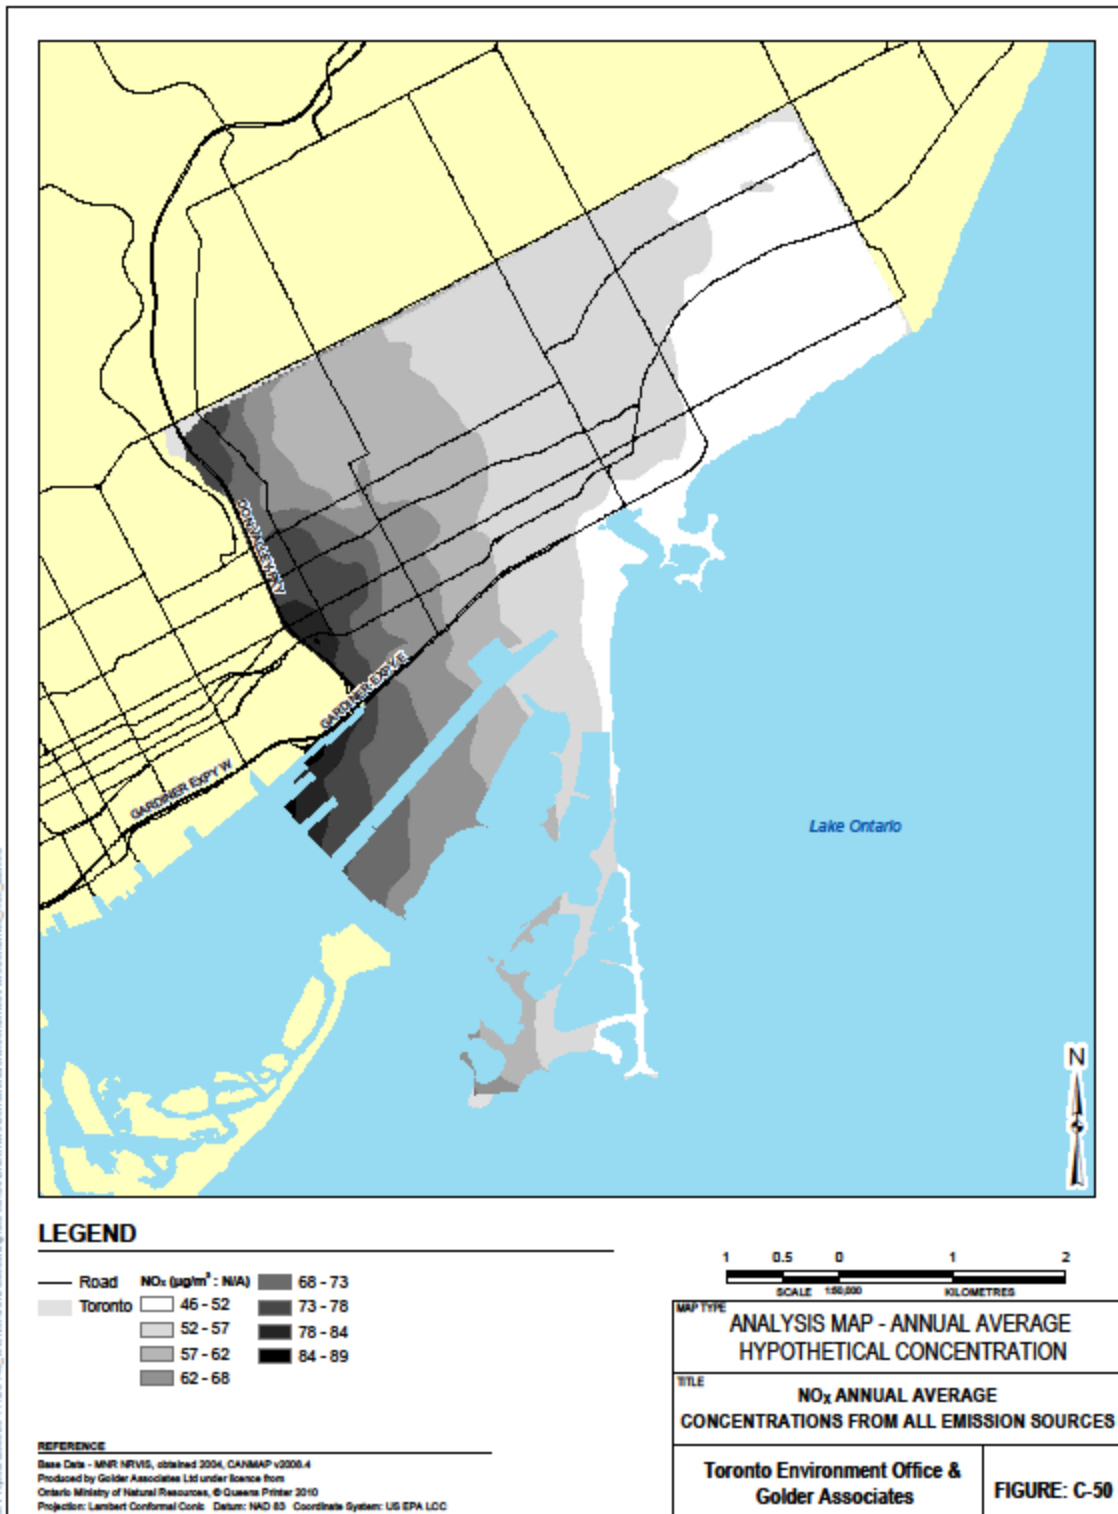 DON VALLEY PKY
GARDINER EXPY E
GARDINER EXPY W
Lake Ontario
N
LEGEND
Road
Toronto
NOx (µg/m³ : N/A)
46 - 52
52 - 57
57 - 62
62 - 68
68 - 73
73 - 78
78 - 84
84 - 89
1 0.5 0 1 2
SCALE 1:50,000 KILOMETRES
MAP TYPE
ANALYSIS MAP - ANNUAL AVERAGE
HYPOTHETICAL CONCENTRATION
TITLE
NOx ANNUAL AVERAGE
CONCENTRATIONS FROM ALL EMISSION SOURCES
Toronto Environment Office &
Golder Associates
FIGURE: C-50
REFERENCE
Base Data - MNR NRVIS, obtained 2004, CANMAP v2006.4
Produced by Golder Associates Ltd under licence from
Ontario Ministry of Natural Resources, © Queens Printer 2010
Projection: Lambert Conformal Conic Datum: NAD 83 Coordinate System: US EPA LCC